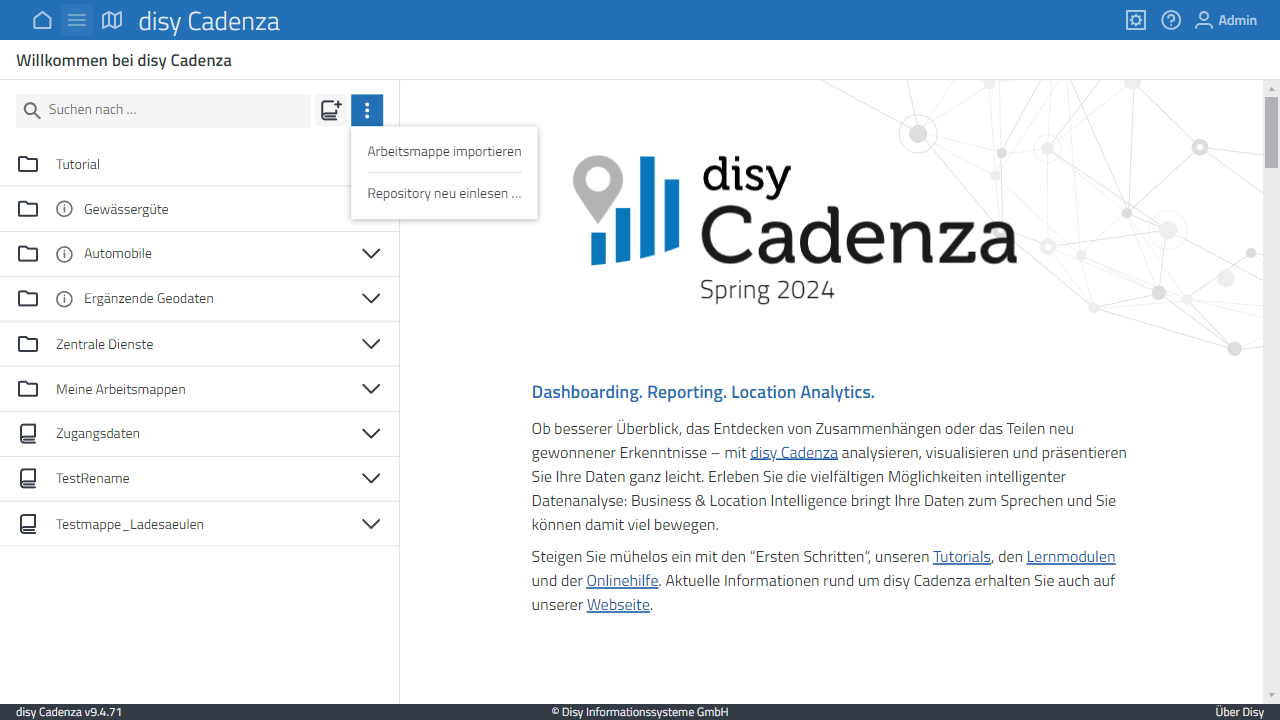 disy Cadenza
Admin
Willkommen bei disy Cadenza
Suchen nach ...
Arbeitsmappe importieren
Repository neu einlesen ...
Tutorial
Gewässergüte
Automobile
Ergänzende Geodaten
Zentrale Dienste
Meine Arbeitsmappen
Zugangsdaten
TestRename
Testmappe_Ladesaeulen
disy
Cadenza
Spring 2024
Dashboarding. Reporting. Location Analytics.
Ob besserer Überblick, das Entdecken von Zusammenhängen oder das Teilen neu
gewonnener Erkenntnisse – mit disy Cadenza analysieren, visualisieren und präsentieren
Sie Ihre Daten ganz leicht. Erleben Sie die vielfältigen Möglichkeiten intelligenter
Datenanalyse: Business & Location Intelligence bringt Ihre Daten zum Sprechen und Sie
können damit viel bewegen.
Steigen Sie mühelos ein mit den “Ersten Schritten“, unseren Tutorials, den Lernmodulen
und der Onlinehilfe. Aktuelle Informationen rund um disy Cadenza erhalten Sie auch auf
unserer Webseite.
disy Cadenza v9.4.71
© Disy Informationssysteme GmbH
Über Disy